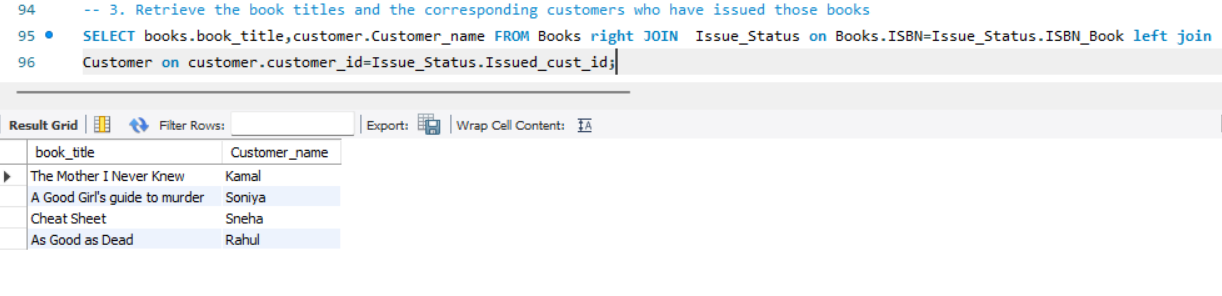 94 -- 3. Retrieve the book titles and the corresponding customers who have issued those books
95 SELECT books.book_title,customer.Customer_name FROM Books right JOIN  Issue_Status on Books.ISBN=Issue_Status.ISBN_Book left join
96 Customer on customer.customer_id=Issue_Status.Issued_cust_id;
Result Grid Filter Rows: Export: Wrap Cell Content: IA
book_title Customer_name
The Mother I Never Knew Kamal
A Good Girl's guide to murder Soniya
Cheat Sheet Sneha
As Good as Dead Rahul